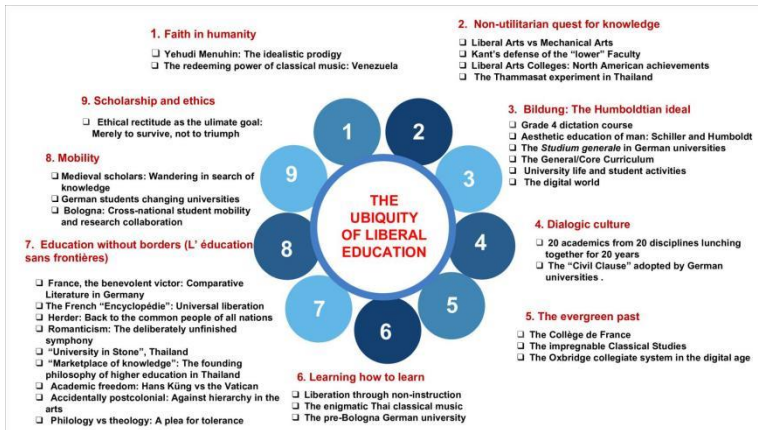 1. Faith in humanity
❑ Yehudi Menuhin: The idealistic prodigy
❑ The redeeming power of classical music: Venezuela
2. Non-utilitarian quest for knowledge
❑ Liberal Arts vs Mechanical Arts
❑ Kant's defense of the "lower" Faculty
❑ Liberal Arts Colleges: North American achievements
❑ The Thammasat experiment in Thailand
3. Bildung: The Humboldtian ideal
❑ Grade 4 dictation course
❑ Aesthetic education of man: Schiller and Humboldt
❑ The Studium generale in German universities
❑ The General/Core Curriculum
❑ University life and student activities
❑ The digital world
4. Dialogic culture
❑ 20 academics from 20 disciplines lunching
together for 20 years
❑ The "Civil Clause" adopted by German
universities .
5. The evergreen past
❑ The Collège de France
❑ The impregnable Classical Studies
❑ The Oxbridge collegiate system in the digital age
6. Learning how to learn
❑ Liberation through non-instruction
❑ The enigmatic Thai classical music
❑ The pre-Bologna German university
7. Education without borders (L' éducation
sans frontières)
❑ France, the benevolent victor: Comparative
Literature in Germany
❑ The French "Encyclopédie": Universal liberation
❑ Herder: Back to the common people of all nations
❑ Romanticism: The deliberately unfinished
symphony
❑ "University in Stone", Thailand
❑ "Marketplace of knowledge": The founding
philosophy of higher education in Thailand
❑ Academic freedom: Hans Küng vs the Vatican
❑ Accidentally postcolonial: Against hierarchy in the
arts
❑ Philology vs theology: A plea for tolerance
8. Mobility
❑ Medieval scholars: Wandering in search of
knowledge
❑ German students changing universities
❑ Bologna: Cross-national student mobility
and research collaboration
9. Scholarship and ethics
❑ Ethical rectitude as the ulimate goal:
Merely to survive, not to triumph
THE
UBIQUITY
OF LIBERAL
EDUCATION
1
2
3
4
5
6
7
8
9